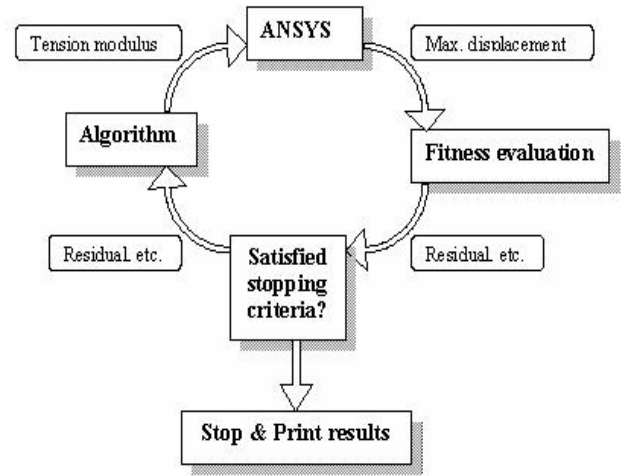 ANSYS
Tension modulus
Max. displacement
Algorithm
Fitness evaluation
Residual. etc.
Satisfied
stopping
criteria?
Residual. etc.
Stop & Print results